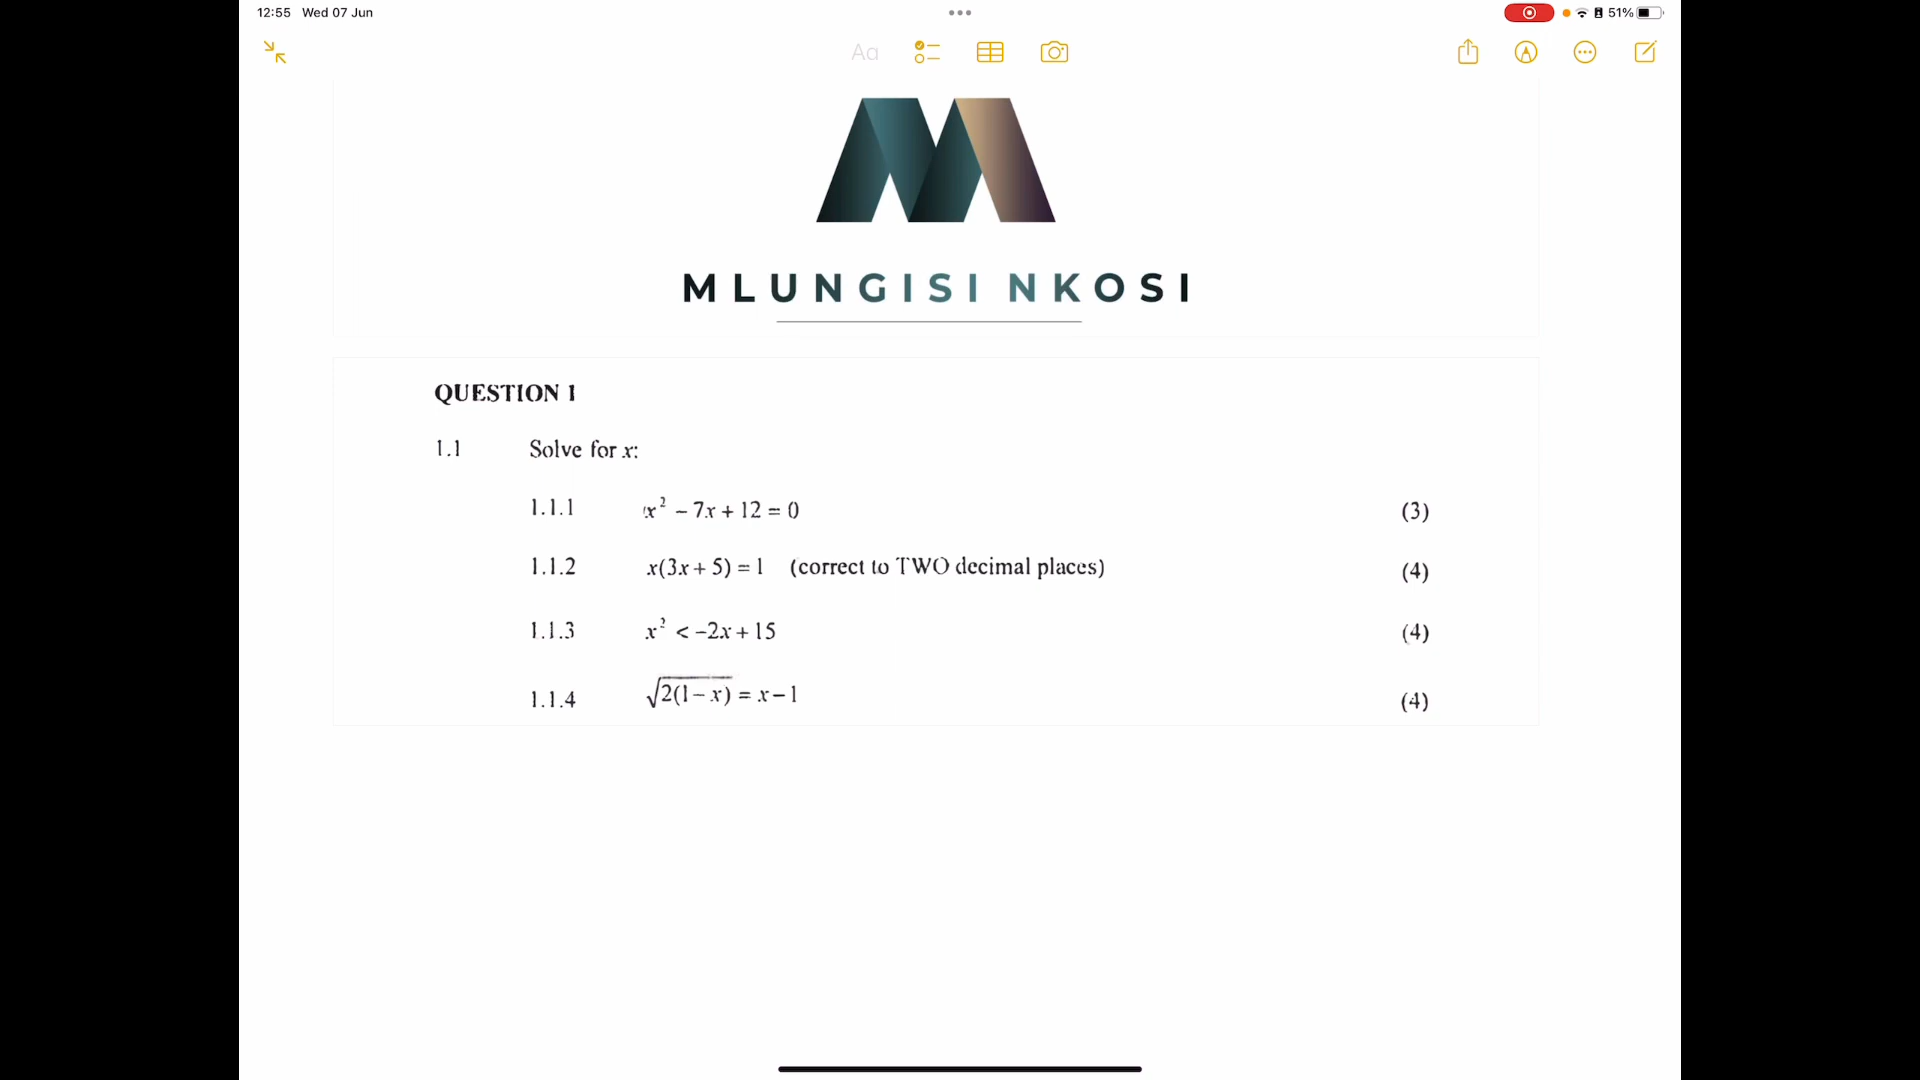 12:55 Wed 07 Jun
51%
Aa
MLUNGISI NKOSI
QUESTION 1
1.1 Solve for x:
1.1.1 x² – 7x + 12 = 0 (3)
1.1.2 x(3x + 5) = 1 (correct to TWO decimal places) (4)
1.1.3 x² < –2x + 15 (4)
1.1.4 √2(1 – x) = x – 1 (4)